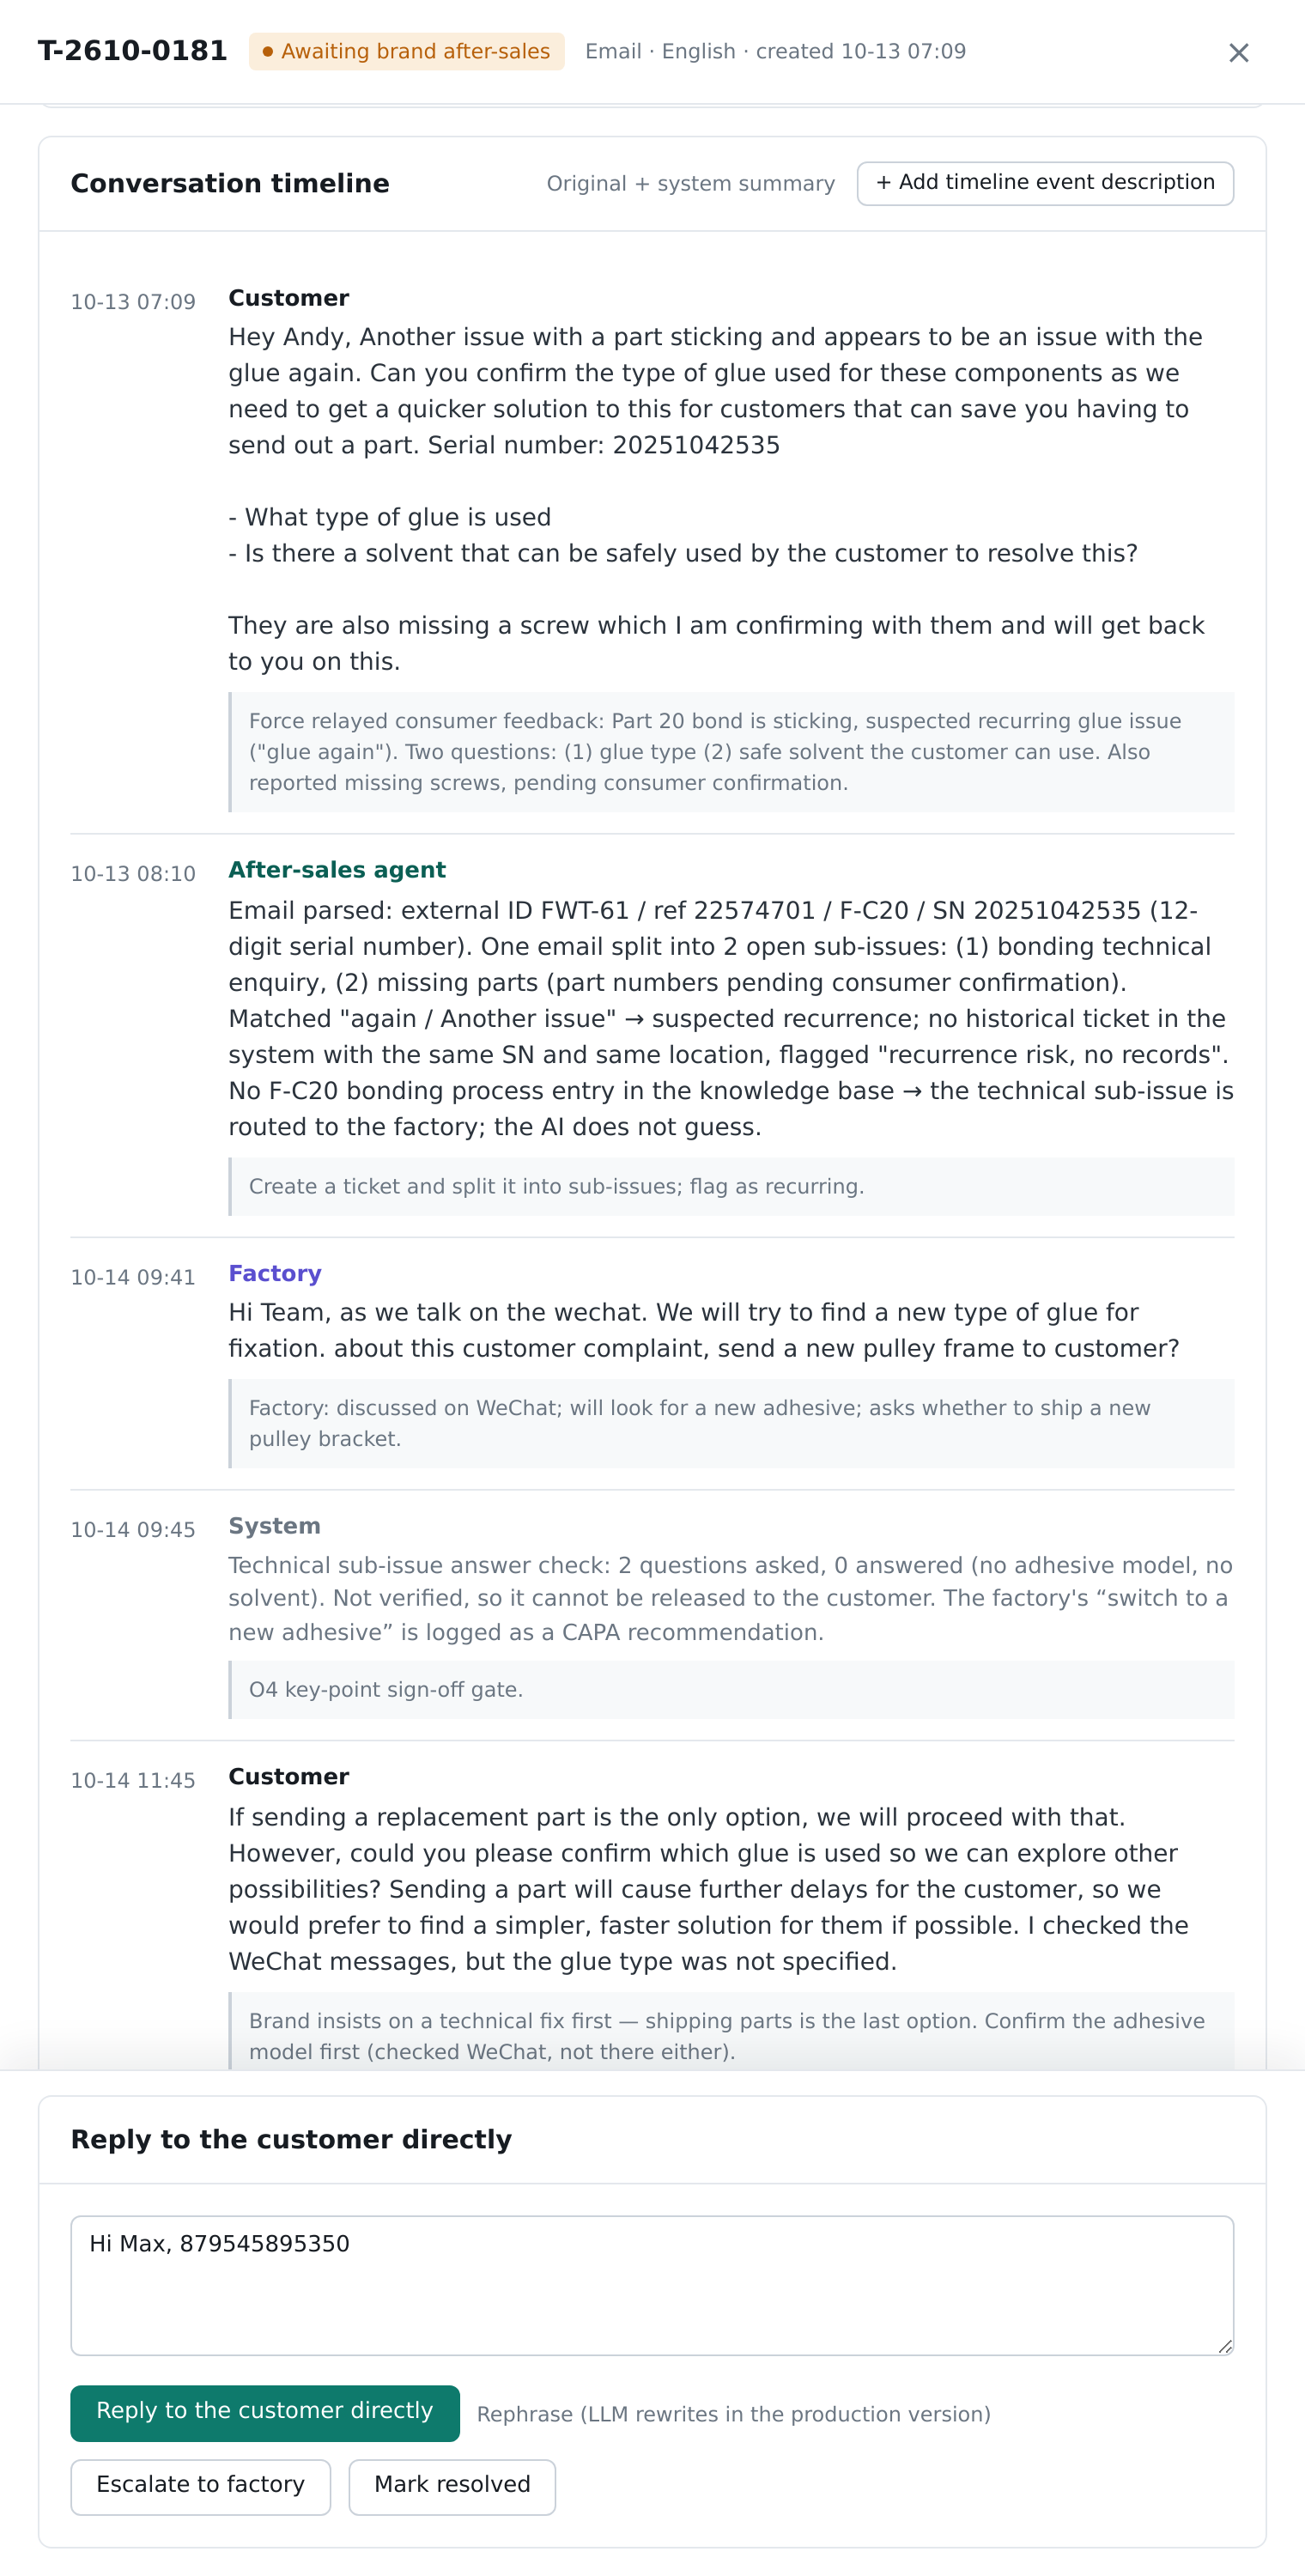 T-2610-0181
Awaiting brand after-sales
Email · English · created 10-13 07:09
Conversation timeline
Original + system summary
+ Add timeline event description
10-13 07:09
Customer
Hey Andy, Another issue with a part sticking and appears to be an issue with the
glue again. Can you confirm the type of glue used for these components as we
need to get a quicker solution to this for customers that can save you having to
send out a part. Serial number: 20251042535
- What type of glue is used
- Is there a solvent that can be safely used by the customer to resolve this?
They are also missing a screw which I am confirming with them and will get back
to you on this.
Force relayed consumer feedback: Part 20 bond is sticking, suspected recurring glue issue
("glue again"). Two questions: (1) glue type (2) safe solvent the customer can use. Also
reported missing screws, pending consumer confirmation.
10-13 08:10
After-sales agent
Email parsed: external ID FWT-61 / ref 22574701 / F-C20 / SN 20251042535 (12-
digit serial number). One email split into 2 open sub-issues: (1) bonding technical
enquiry, (2) missing parts (part numbers pending consumer confirmation).
Matched "again / Another issue" → suspected recurrence; no historical ticket in the
system with the same SN and same location, flagged "recurrence risk, no records".
No F-C20 bonding process entry in the knowledge base → the technical sub-issue is
routed to the factory; the AI does not guess.
Create a ticket and split it into sub-issues; flag as recurring.
10-14 09:41
Factory
Hi Team, as we talk on the wechat. We will try to find a new type of glue for
fixation. about this customer complaint, send a new pulley frame to customer?
Factory: discussed on WeChat; will look for a new adhesive; asks whether to ship a new
pulley bracket.
10-14 09:45
System
Technical sub-issue answer check: 2 questions asked, 0 answered (no adhesive model, no
solvent). Not verified, so it cannot be released to the customer. The factory's “switch to a
new adhesive” is logged as a CAPA recommendation.
O4 key-point sign-off gate.
10-14 11:45
Customer
If sending a replacement part is the only option, we will proceed with that.
However, could you please confirm which glue is used so we can explore other
possibilities? Sending a part will cause further delays for the customer, so we
would prefer to find a simpler, faster solution for them if possible. I checked the
WeChat messages, but the glue type was not specified.
Brand insists on a technical fix first — shipping parts is the last option. Confirm the adhesive
model first (checked WeChat, not there either).
Reply to the customer directly
Hi Max, 879545895350
Reply to the customer directly
Rephrase (LLM rewrites in the production version)
Escalate to factory
Mark resolved